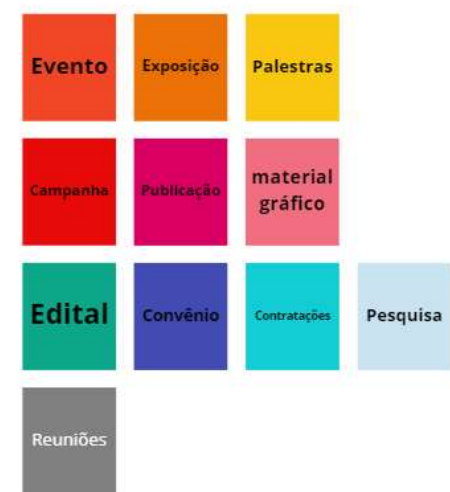 Evento
Exposição
Palestras
Campanha
Publicação
material
gráfico
Edital
Convênio
Contratações
Pesquisa
Reuniões